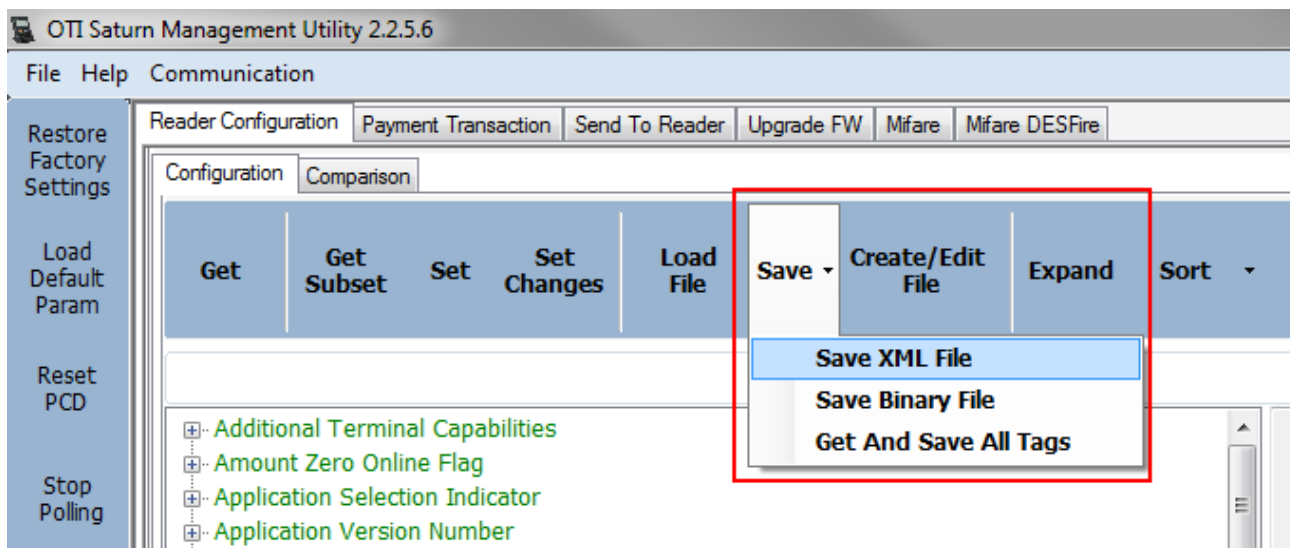 OTI Saturn Management Utility 2.2.5.6
File Help Communication
Restore
Factory
Settings
Load
Default
Param
Reset
PCD
Stop
Polling
Reader Configuration Payment Transaction Send To Reader Upgrade FW Mifare Mifare DESFire
Configuration Comparison
Get
Get
Subset
Set
Set
Changes
Load
File
Save
Create/Edit
File
Expand
Sort
Save XML File
Save Binary File
Get And Save All Tags
Additional Terminal Capabilities
Amount Zero Online Flag
Application Selection Indicator
Application Version Number